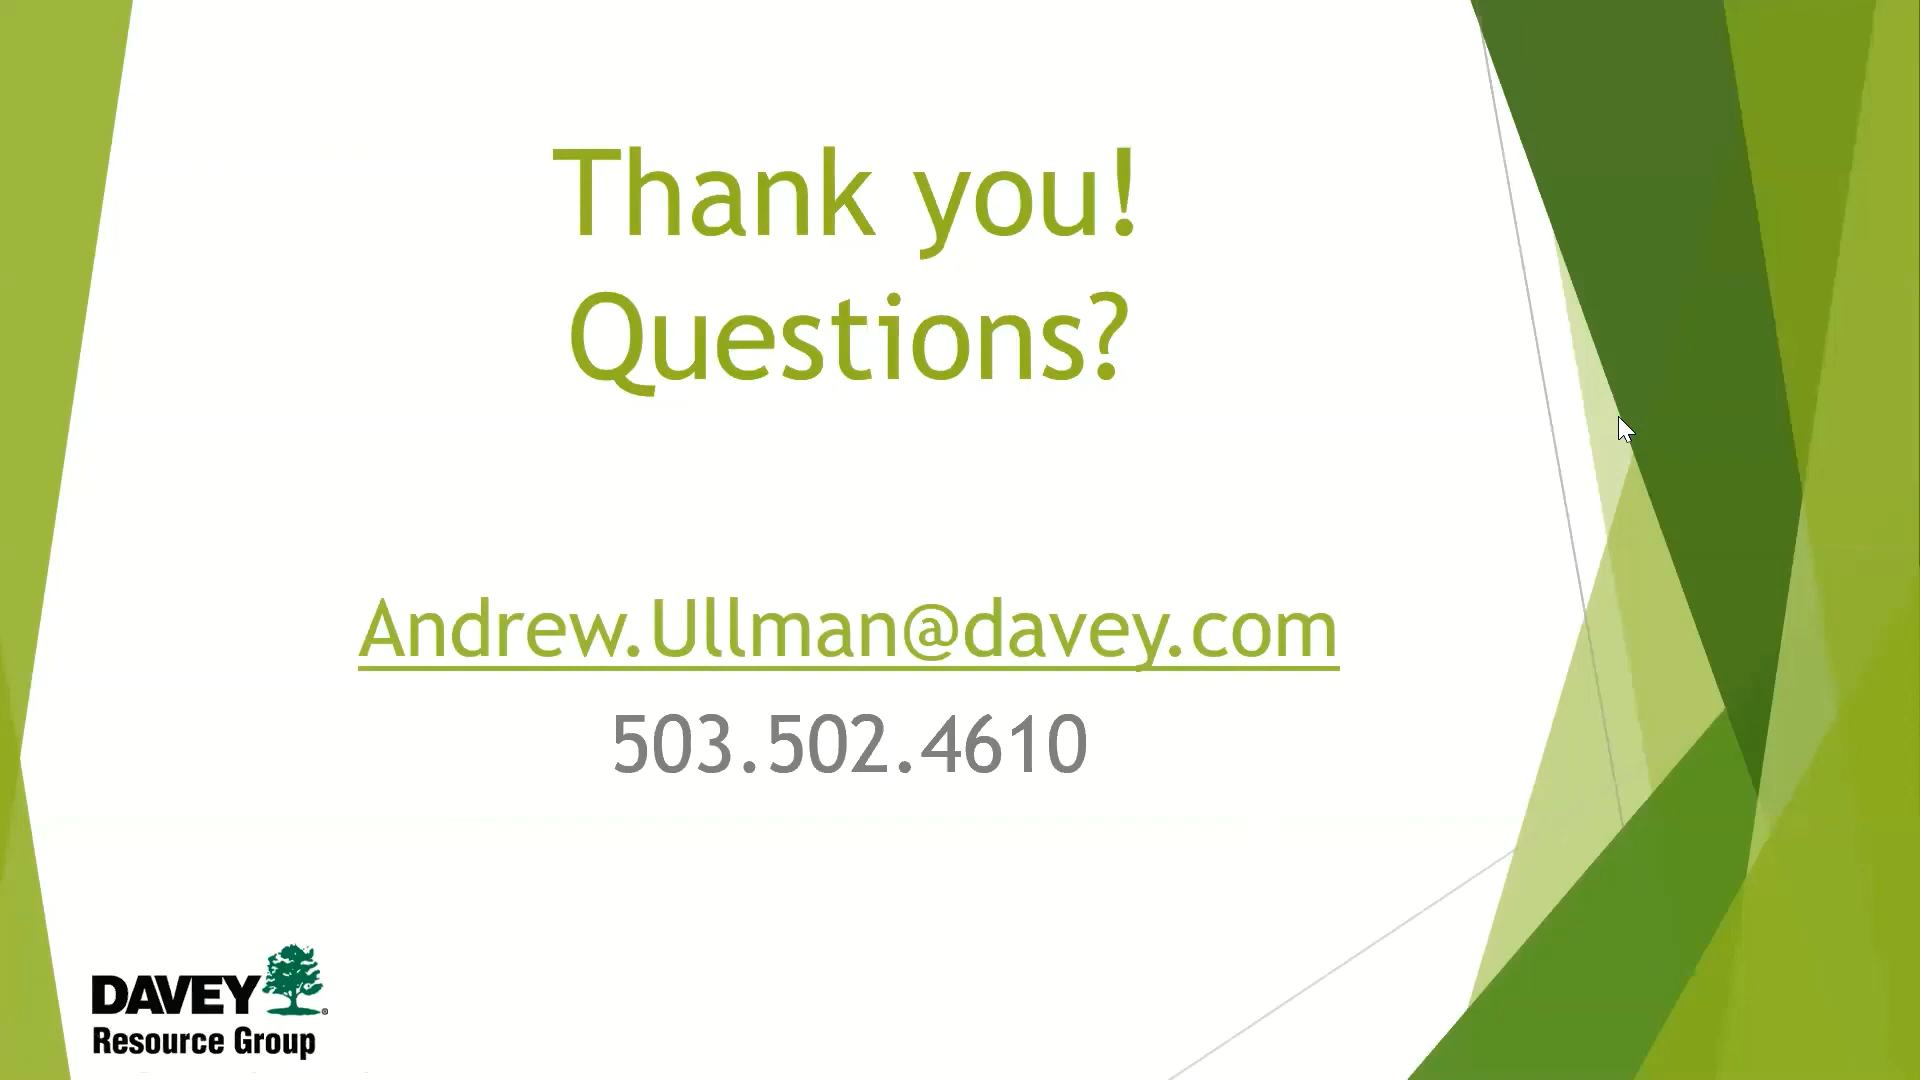 Thank you!
Questions?
Andrew.Ullman@davey.com
503.502.4610
DAVEY®
Resource Group